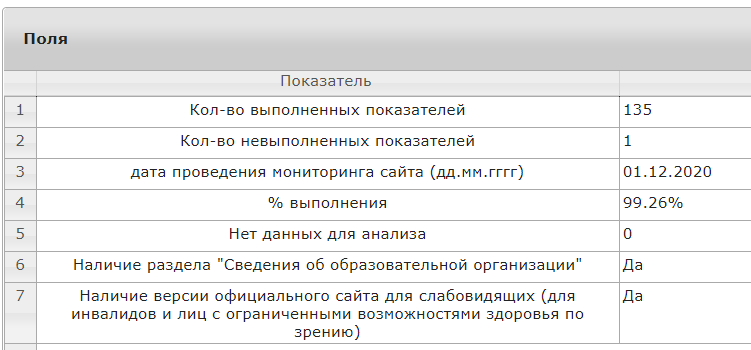 Поля
Показатель
1 Кол-во выполненных показателей 135
2 Кол-во невыполненных показателей 1
3 дата проведения мониторинга сайта (дд.мм.гггг) 01.12.2020
4 % выполнения 99.26%
5 Нет данных для анализа 0
6 Наличие раздела "Сведения об образовательной организации" Да
7 Наличие версии официального сайта для слабовидящих (для Да
инвалидов и лиц с ограниченными возможностями здоровья по
зрению)